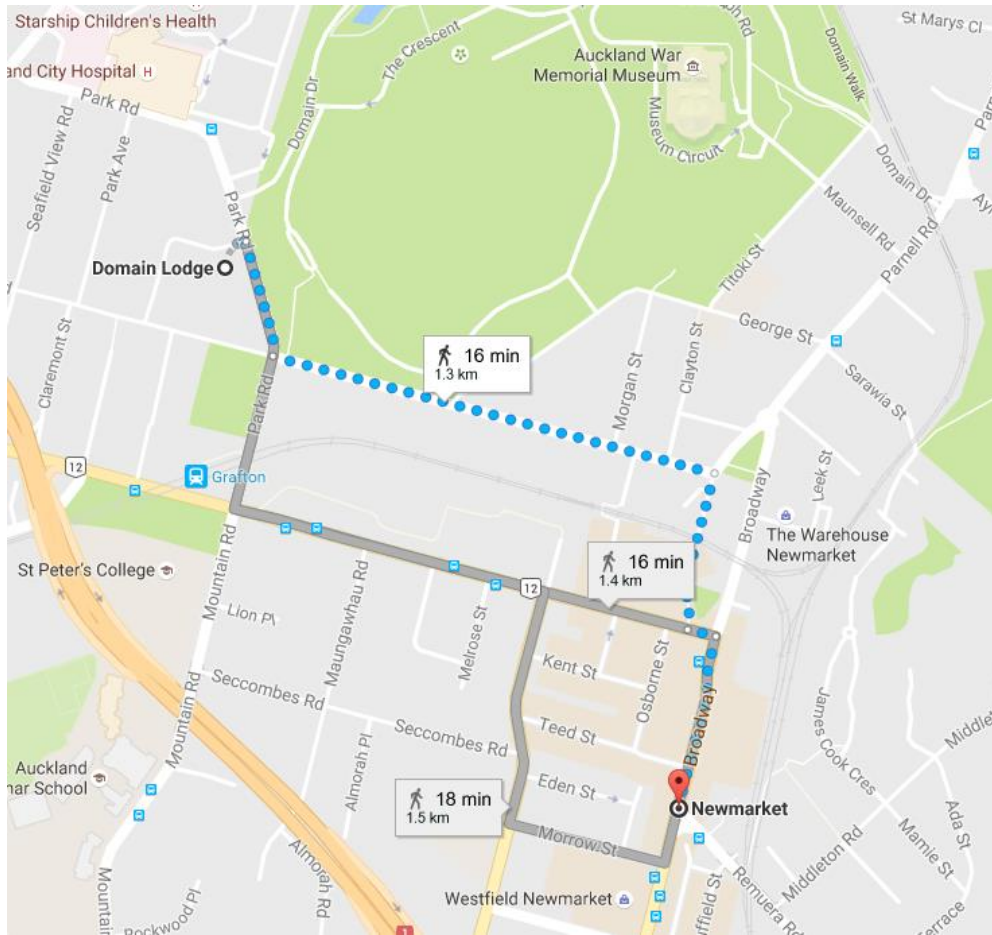 Starship Children's Health
St Marys Cl
The Crescent
Auckland War
Memorial Museum
Domain Walk
and City Hospital
H
Park Rd
Domain Dr
Museum Circuit
Seafield View Rd
Park Ave
Domain Dr
Maunsell Rd
Parnell Rd
Park Rd
Domain Lodge
Titoki St
George St
Claremont St
16 min
1.3 km
Clayton St
Morgan St
Sarawia St
Park Rd
12
Grafton
Broadway
Leek St
The Warehouse
Newmarket
16 min
1.4 km
St Peter's College
Mountain Rd
12
Lion Pl
Maungawhau Rd
Melrose St
Kent St
Osborne St
Seccombes Rd
Mountain Rd
Seccombes Rd
Teed St
Broadway
James Cook Cres
Almorah Pl
Auckland
Eden St
18 min
1.5 km
Newmarket
Ada St
Mamie St
Morrow St
Middleton Rd
Almorah Rd
Remuera Rd
Westfield Newmarket
Rockwood Pl
1